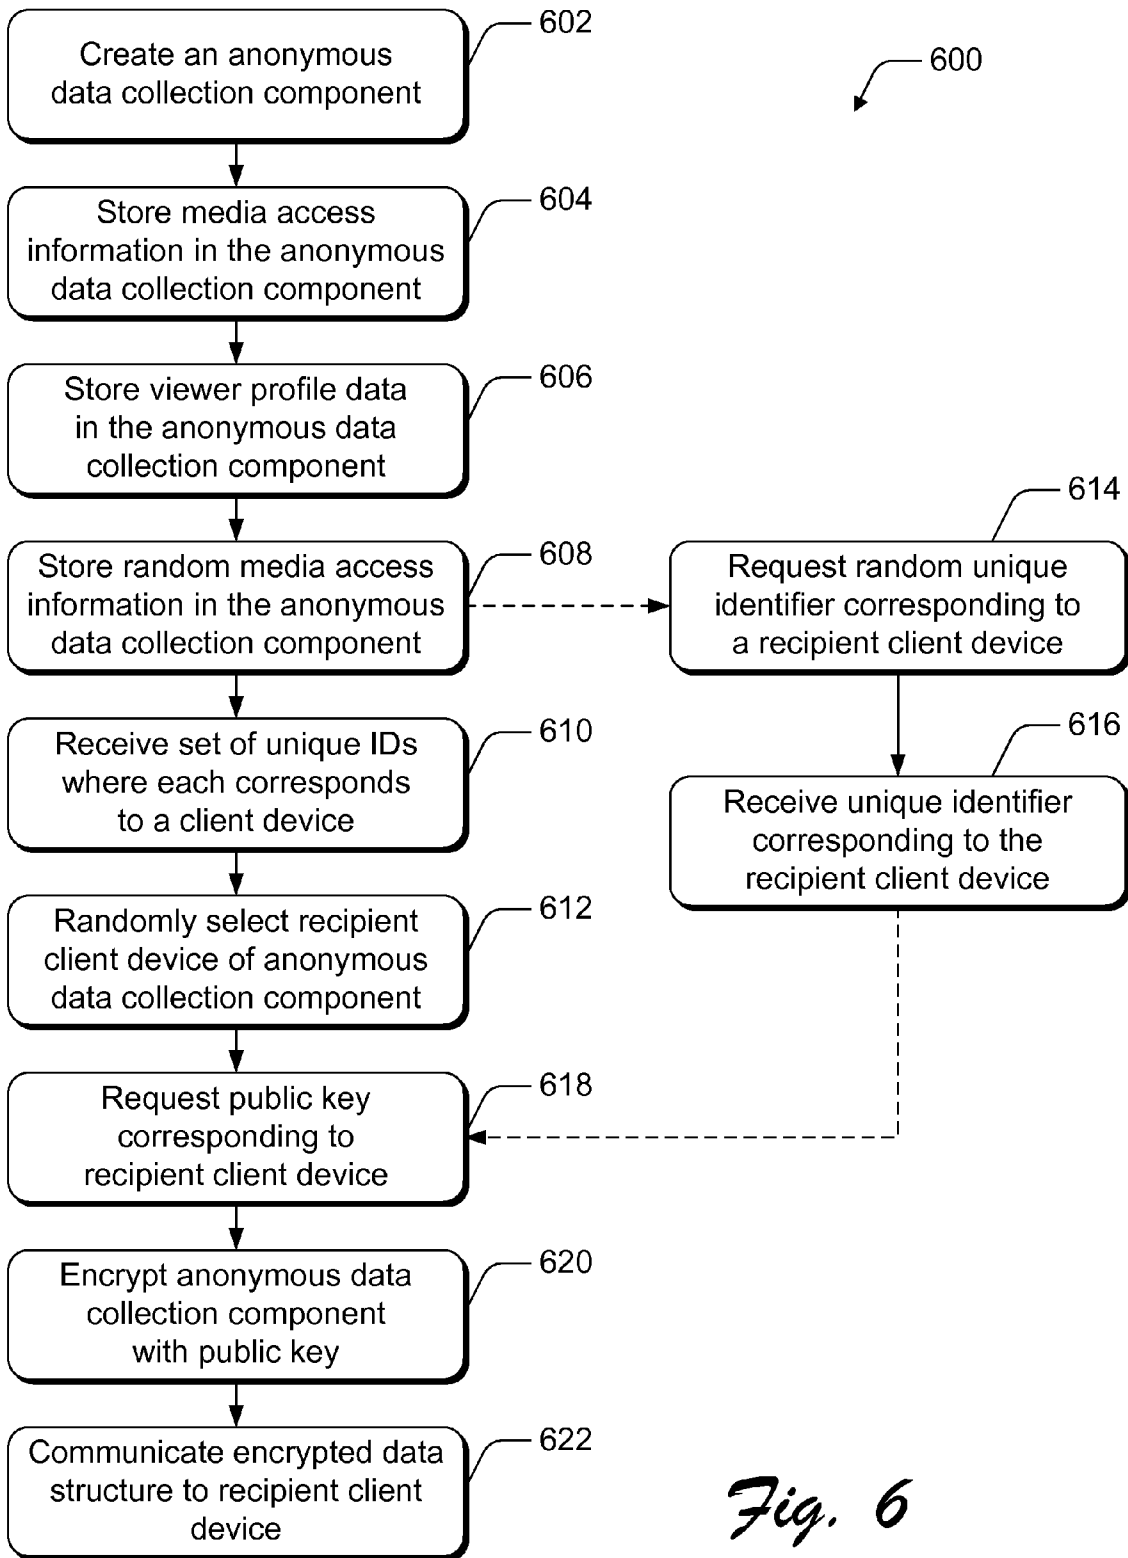 Create an anonymous
data collection component
602
600
Store media access
information in the anonymous
data collection component
604
Store viewer profile data
in the anonymous data
collection component
606
Store random media access
information in the anonymous
data collection component
608
Request random unique
identifier corresponding to
a recipient client device
614
Receive set of unique IDs
where each corresponds
to a client device
610
Receive unique identifier
corresponding to the
recipient client device
616
Randomly select recipient
client device of anonymous
data collection component
612
Request public key
corresponding to
recipient client device
618
Encrypt anonymous data
collection component
with public key
620
Communicate encrypted data
structure to recipient client
device
622
Fig. 6